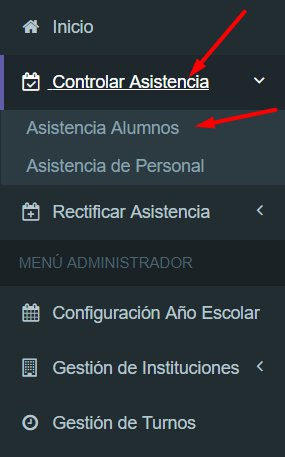 Inicio
Controlar Asistencia
Asistencia Alumnos
Asistencia de Personal
Rectificar Asistencia
MENÚ ADMINISTRADOR
Configuración Año Escolar
Gestión de Instituciones
Gestión de Turnos